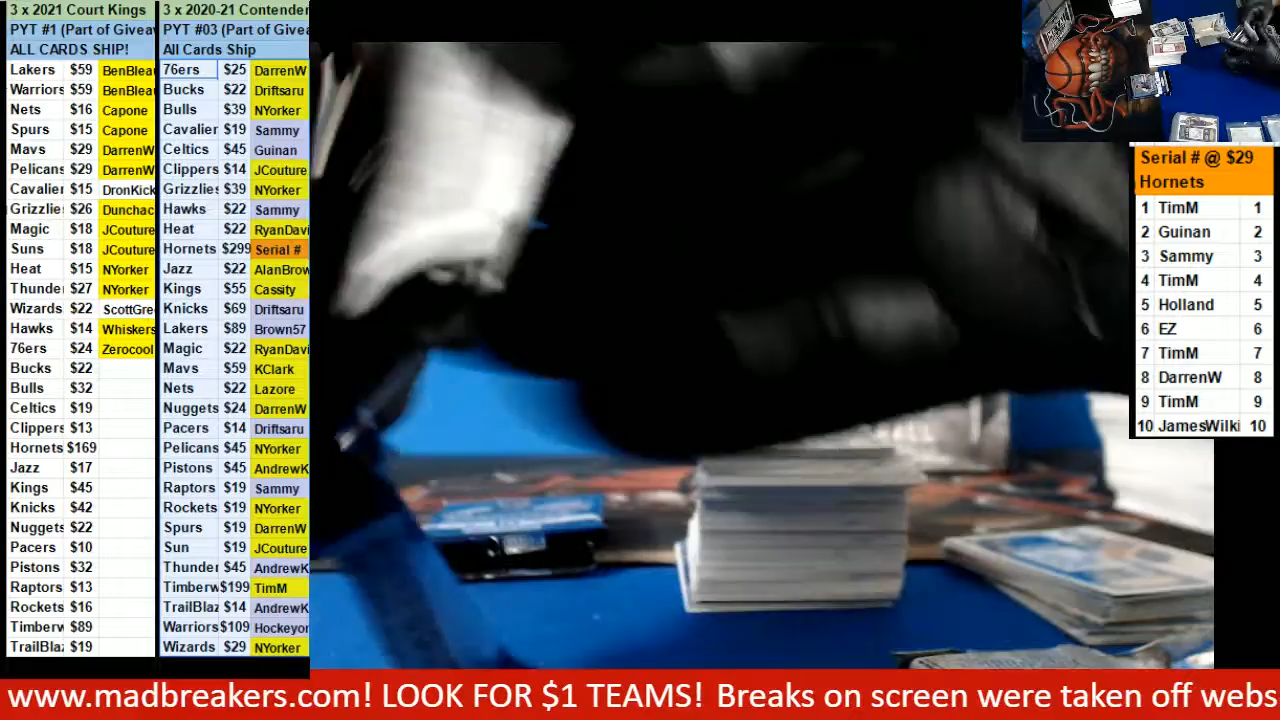 3 x 2021 Court Kings
PYT #1 (Part of Giveav
ALL CARDS SHIP!
Lakers $59 BenBleau
Warriors $59 BenBleau
Nets $16 Capone
Spurs $15 Capone
Mavs $29 DarrenW
Pelicans $29 DarrenW
Cavalier $15 DronKick
Grizzlie $26 Dunchac
Magic $18 JCouture
Suns $18 JCouture
Heat $15 NYorker
Thunde $27 NYorker
Wizards $22 ScottGre
Hawks $14 Whiskers
76ers $24 Zerocool
Bucks $22
Bulls $32
Celtics $19
Clippers $13
Hornets $169
Jazz $17
Kings $45
Knicks $42
Nuggets $22
Pacers $10
Pistons $32
Raptors $13
Rockets $16
Timberw $89
TrailBla $19
3 x 2020-21 Contender
PYT #03 (Part of Givea
All Cards Ship
76ers $25 DarrenW
Bucks $22 Driftsaru
Bulls $39 NYorker
Cavalier $19 Sammy
Celtics $45 Guinan
Clippers $14 JCouture
Grizzlies $39 NYorker
Hawks $22 Sammy
Heat $22 RyanDavi
Hornets $299 Serial #
Jazz $22 AlanBrow
Kings $55 Cassity
Knicks $69 Driftsaru
Lakers $89 Brown57
Magic $22 RyanDavi
Mavs $59 KClark
Nets $22 Lazore
Nuggets $24 DarrenW
Pacers $14 Driftsaru
Pelicans $45 NYorker
Pistons $45 AndrewK
Raptors $19 Sammy
Rockets $19 NYorker
Spurs $19 DarrenW
Sun $19 JCouture
Thunder $45 AndrewK
Timberw $199 TimM
TrailBlaz $14 AndrewK
Warriors $109 Hockeyor
Wizards $29 NYorker
Serial # @ $29
Hornets
1 TimM 1
2 Guinan 2
3 Sammy 3
4 TimM 4
5 Holland 5
6 EZ 6
7 TimM 7
8 DarrenW 8
9 TimM 9
10 JamesWilki 10
www.madbreakers.com! LOOK FOR $1 TEAMS! Breaks on screen were taken off webs